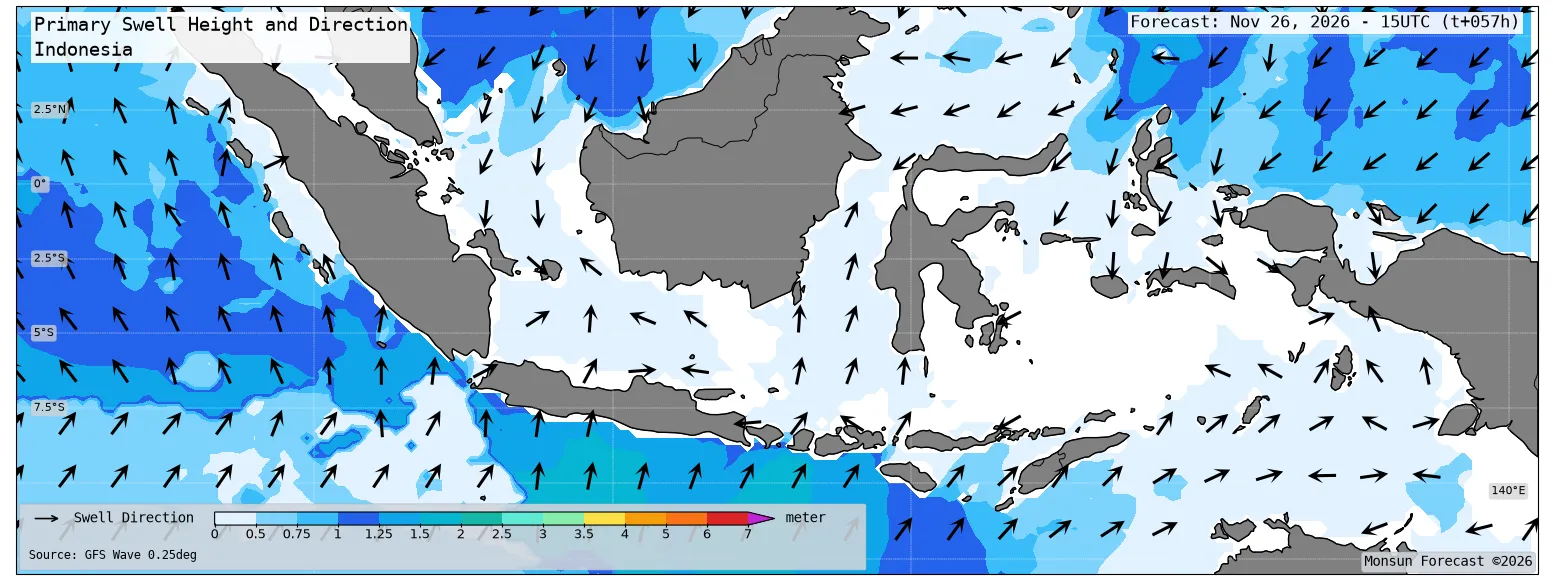 Primary Swell Height and Direction
Indonesia
Forecast: Nov 26, 2026 - 15UTC (t+057h)
2.5°N
0°
2.5°S
5°S
7.5°S
140°E
Swell Direction
0 0.5 0.75 1 1.25 1.5 2 2.5 3 3.5 4 5 6 7
meter
Source: GFS Wave 0.25deg
Monsun Forecast ©2026